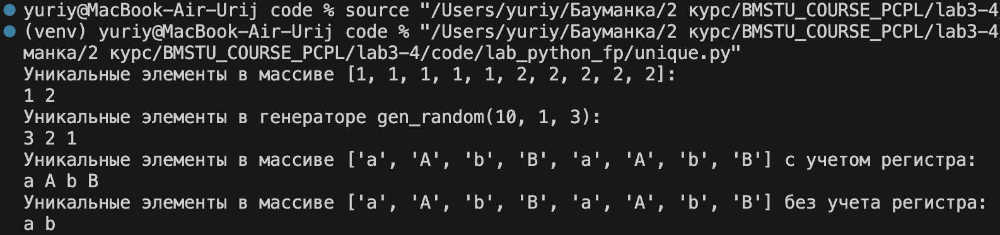 yuriy@MacBook-Air-Urij code % source "/Users/yuriy/Бауманка/2 курс/BMSTU_COURSE_PCPL/lab3-4
(venv) yuriy@MacBook-Air-Urij code % "/Users/yuriy/Бауманка/2 курс/BMSTU_COURSE_PCPL/lab3-4
манка/2 курс/BMSTU_COURSE_PCPL/lab3-4/code/lab_python_fp/unique.py"
Уникальные элементы в массиве [1, 1, 1, 1, 1, 2, 2, 2, 2, 2]:
1 2
Уникальные элементы в генераторе gen_random(10, 1, 3):
3 2 1
Уникальные элементы в массиве ['a', 'A', 'b', 'B', 'a', 'A', 'b', 'B'] с учетом регистра:
a A b B
Уникальные элементы в массиве ['a', 'A', 'b', 'B', 'a', 'A', 'b', 'B'] без учета регистра:
a b